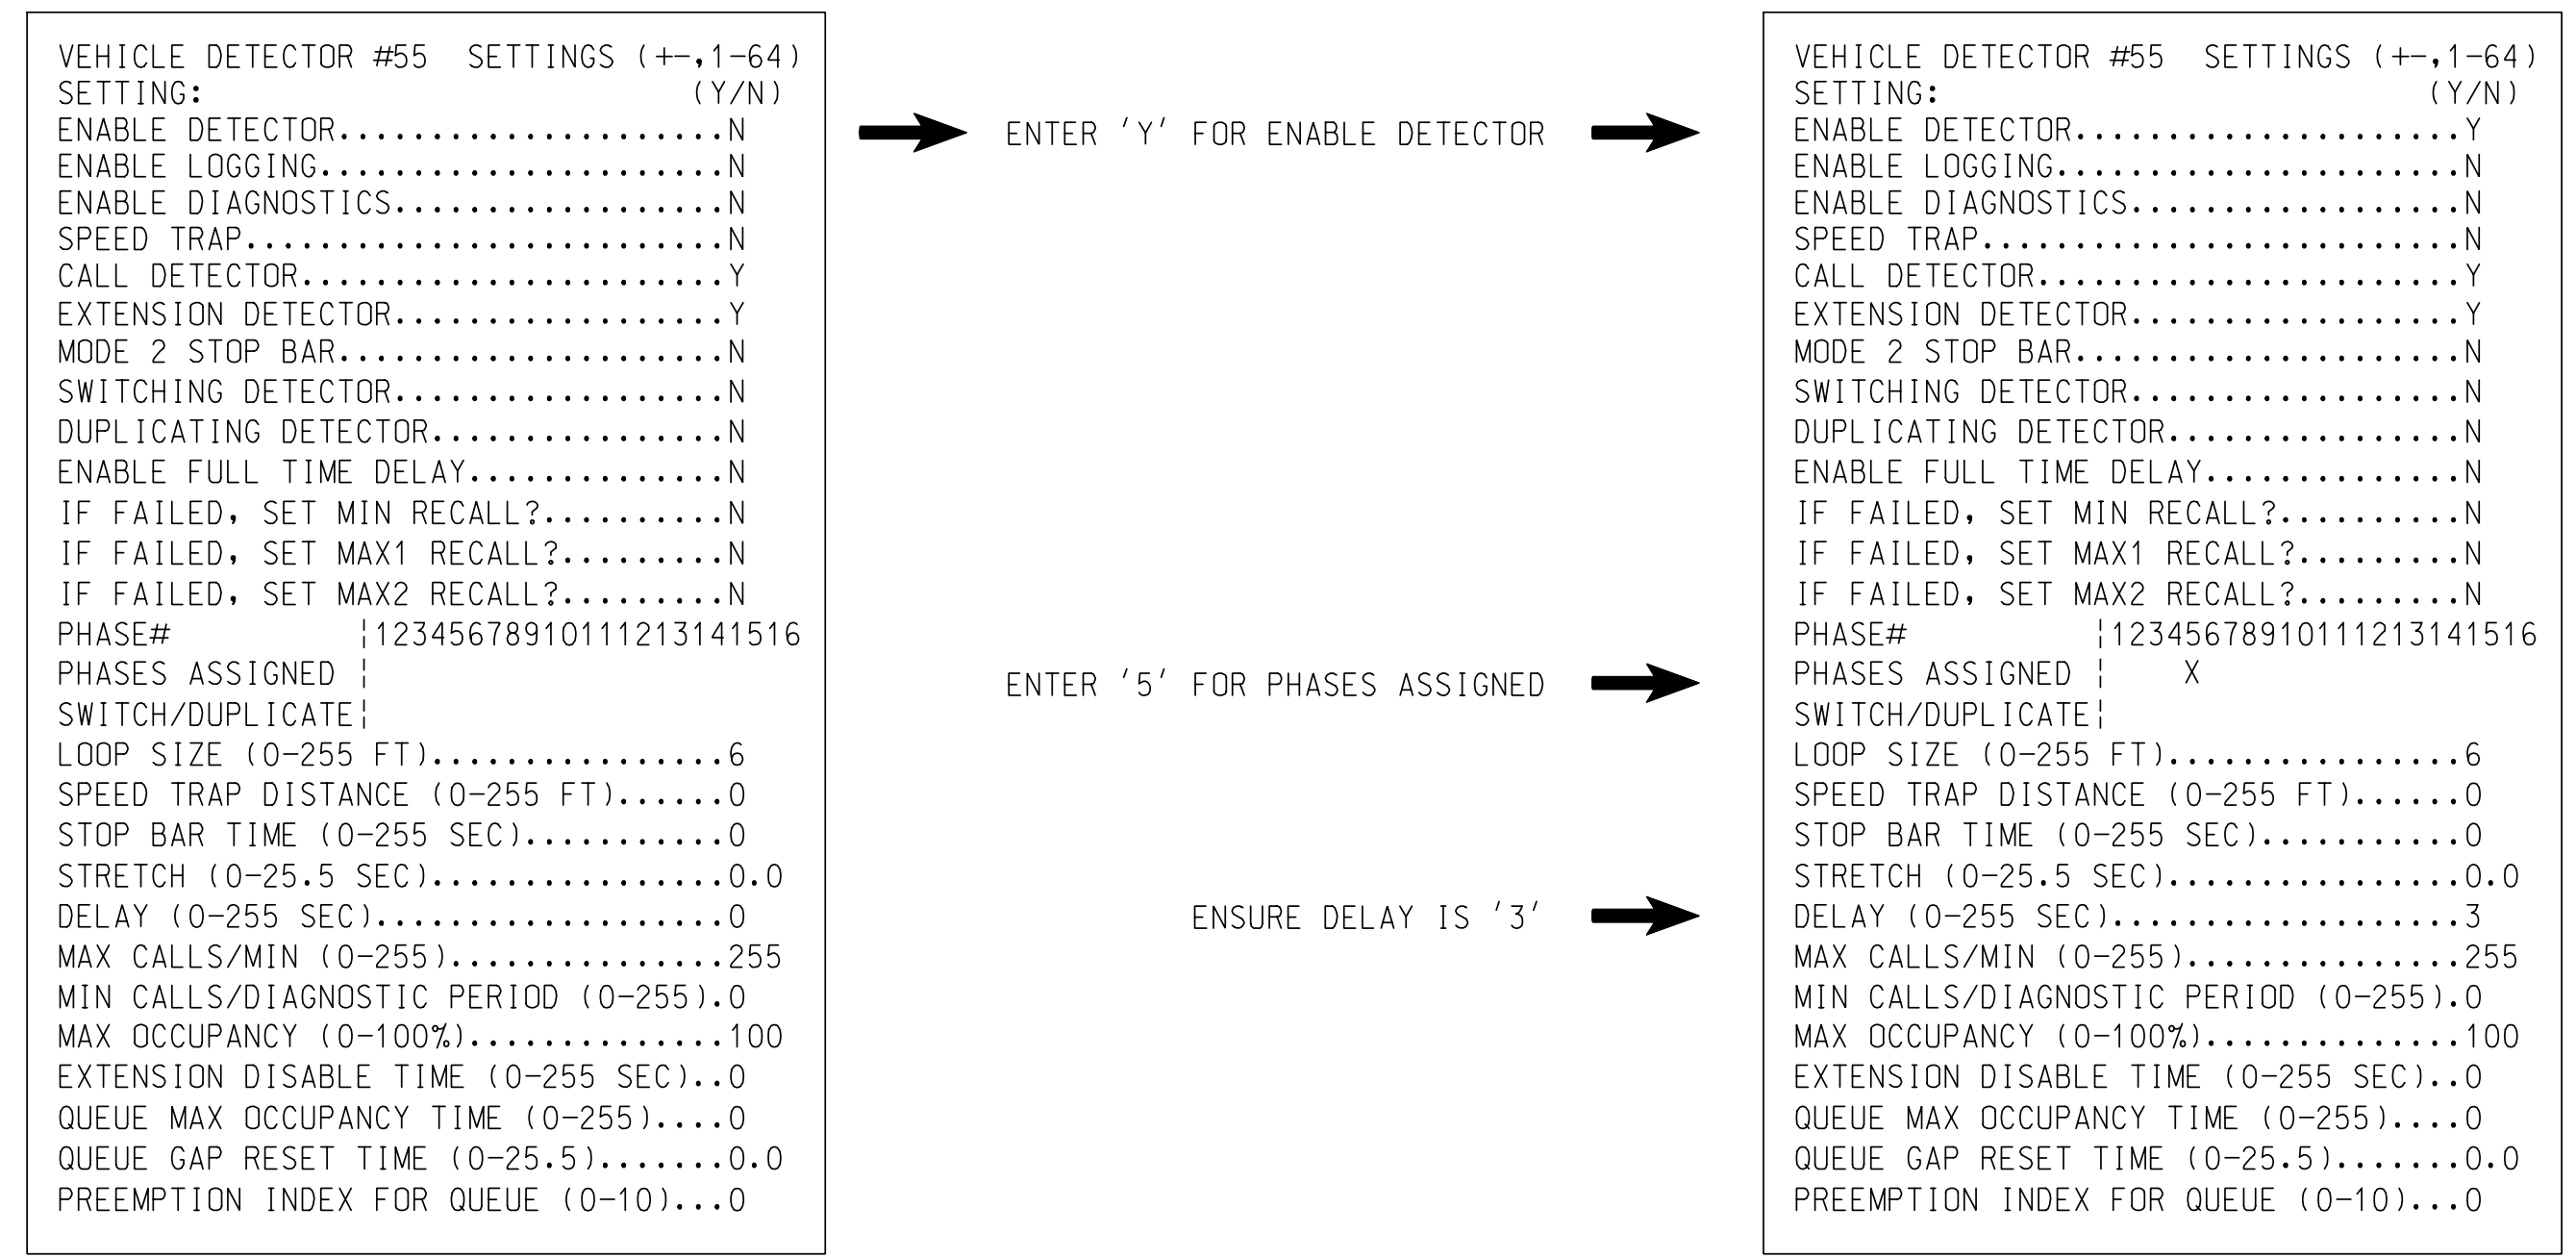 VEHICLE DETECTOR #55 SETTINGS (+-,1-64)
SETTING: (Y/N)
ENABLE DETECTOR.....................N
ENABLE LOGGING......................N
ENABLE DIAGNOSTICS..................N
SPEED TRAP..........................N
CALL DETECTOR.......................Y
EXTENSION DETECTOR..................Y
MODE 2 STOP BAR.....................N
SWITCHING DETECTOR..................N
DUPLICATING DETECTOR................N
ENABLE FULL TIME DELAY..............N
IF FAILED, SET MIN RECALL?..........N
IF FAILED, SET MAX1 RECALL?.........N
IF FAILED, SET MAX2 RECALL?.........N
PHASE# |12345678910111213141516
PHASES ASSIGNED |
SWITCH/DUPLICATE|
LOOP SIZE (0-255 FT)................6
SPEED TRAP DISTANCE (0-255 FT)......0
STOP BAR TIME (0-255 SEC)...........0
STRETCH (0-25.5 SEC)................0.0
DELAY (0-255 SEC)...................0
MAX CALLS/MIN (0-255)...............255
MIN CALLS/DIAGNOSTIC PERIOD (0-255).0
MAX OCCUPANCY (0-100%)..............100
EXTENSION DISABLE TIME (0-255 SEC)..0
QUEUE MAX OCCUPANCY TIME (0-255)....0
QUEUE GAP RESET TIME (0-25.5).......0.0
PREEMPTION INDEX FOR QUEUE (0-10)...0
ENTER 'Y' FOR ENABLE DETECTOR
ENTER '5' FOR PHASES ASSIGNED
ENSURE DELAY IS '3'
VEHICLE DETECTOR #55 SETTINGS (+-,1-64)
SETTING: (Y/N)
ENABLE DETECTOR.....................Y
ENABLE LOGGING......................N
ENABLE DIAGNOSTICS..................N
SPEED TRAP..........................N
CALL DETECTOR.......................Y
EXTENSION DETECTOR..................Y
MODE 2 STOP BAR.....................N
SWITCHING DETECTOR..................N
DUPLICATING DETECTOR................N
ENABLE FULL TIME DELAY..............N
IF FAILED, SET MIN RECALL?..........N
IF FAILED, SET MAX1 RECALL?.........N
IF FAILED, SET MAX2 RECALL?.........N
PHASE# |12345678910111213141516
PHASES ASSIGNED | X
SWITCH/DUPLICATE|
LOOP SIZE (0-255 FT)................6
SPEED TRAP DISTANCE (0-255 FT)......0
STOP BAR TIME (0-255 SEC)...........0
STRETCH (0-25.5 SEC)................0.0
DELAY (0-255 SEC)...................3
MAX CALLS/MIN (0-255)...............255
MIN CALLS/DIAGNOSTIC PERIOD (0-255).0
MAX OCCUPANCY (0-100%)..............100
EXTENSION DISABLE TIME (0-255 SEC)..0
QUEUE MAX OCCUPANCY TIME (0-255)....0
QUEUE GAP RESET TIME (0-25.5).......0.0
PREEMPTION INDEX FOR QUEUE (0-10)...0